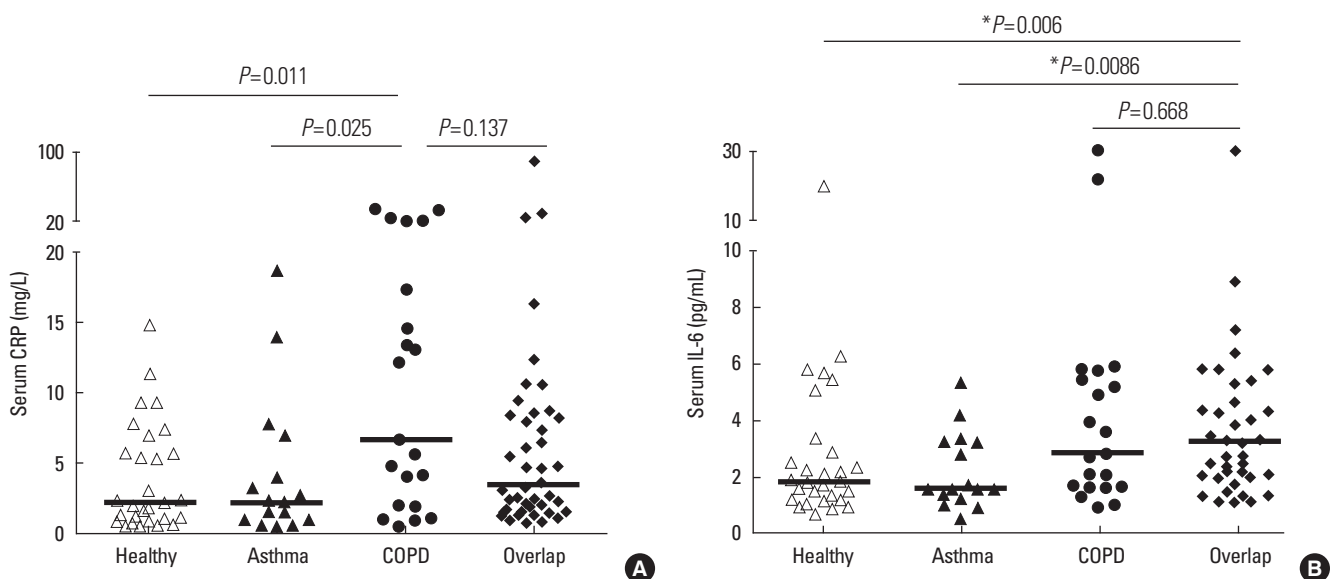 P=0.011
P=0.025
P=0.137
100
20
20
15
10
5
0
Serum CRP (mg/L)
Healthy
Asthma
COPD
Overlap
A
*P=0.006
*P=0.0086
P=0.668
30
10
10
8
6
4
2
0
Serum IL-6 (pg/mL)
Healthy
Asthma
COPD
Overlap
B